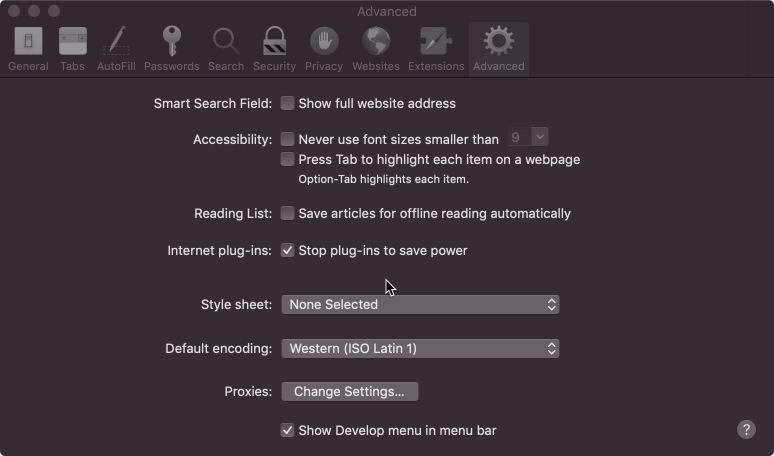 Advanced
General Tabs AutoFill Passwords Search Security Privacy Websites Extensions Advanced
Smart Search Field: Show full website address
Accessibility: Never use font sizes smaller than 9
Press Tab to highlight each item on a webpage
Option-Tab highlights each item.
Reading List: Save articles for offline reading automatically
Internet plug-ins: Stop plug-ins to save power
Style sheet: None Selected
Default encoding: Western (ISO Latin 1)
Proxies: Change Settings...
Show Develop menu in menu bar
?